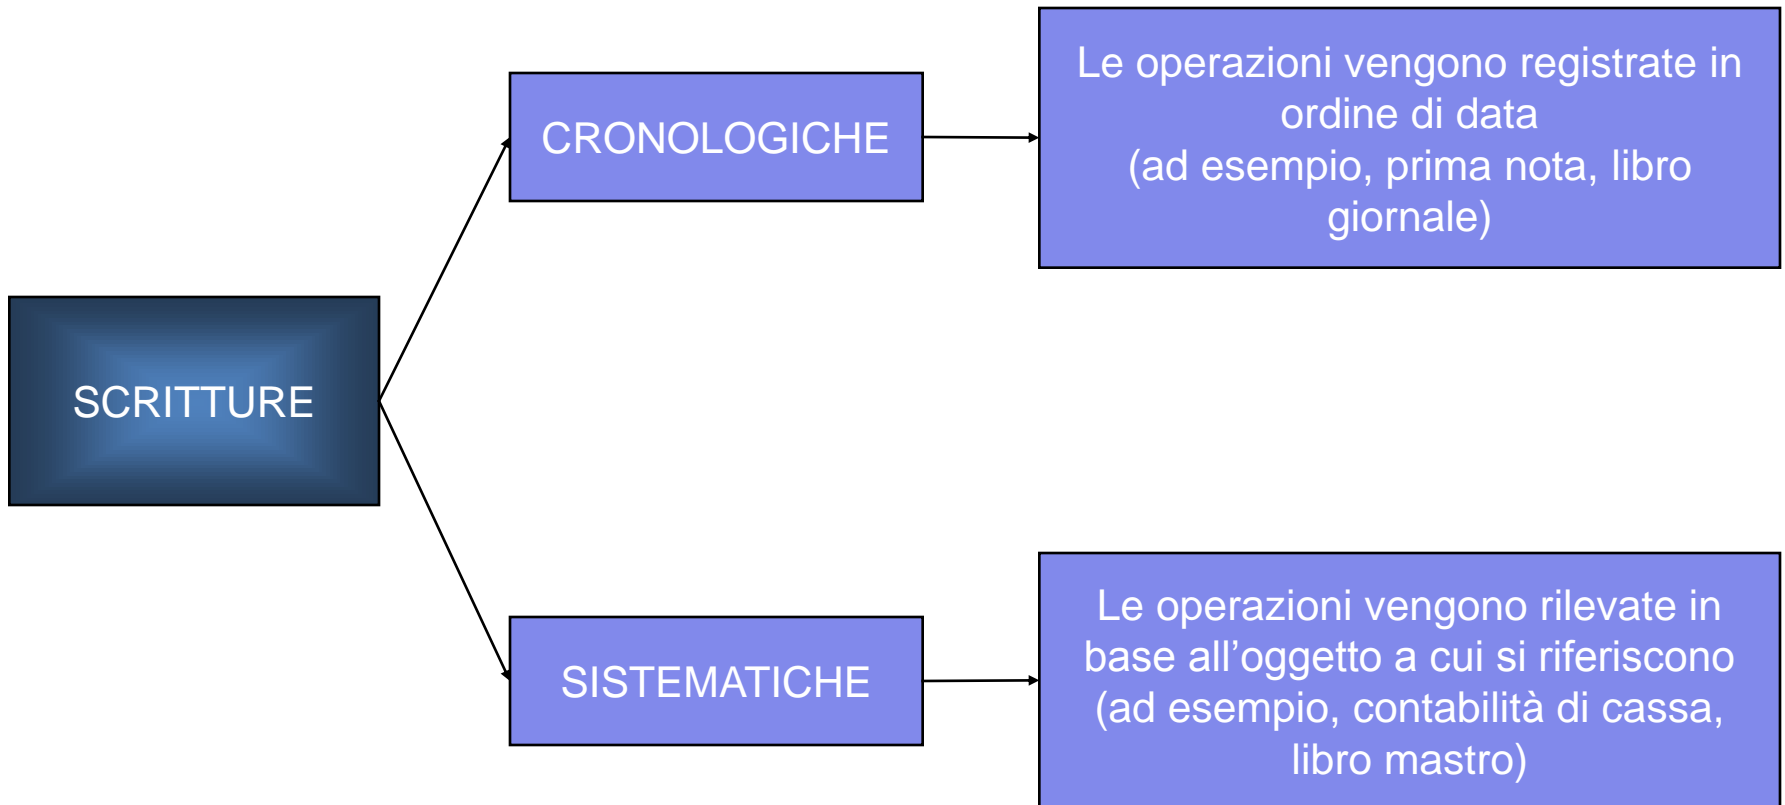 SCRITTURE
CRONOLOGICHE
Le operazioni vengono registrate in
ordine di data
(ad esempio, prima nota, libro
giornale)
SISTEMATICHE
Le operazioni vengono rilevate in
base all’oggetto a cui si riferiscono
(ad esempio, contabilità di cassa,
libro mastro)